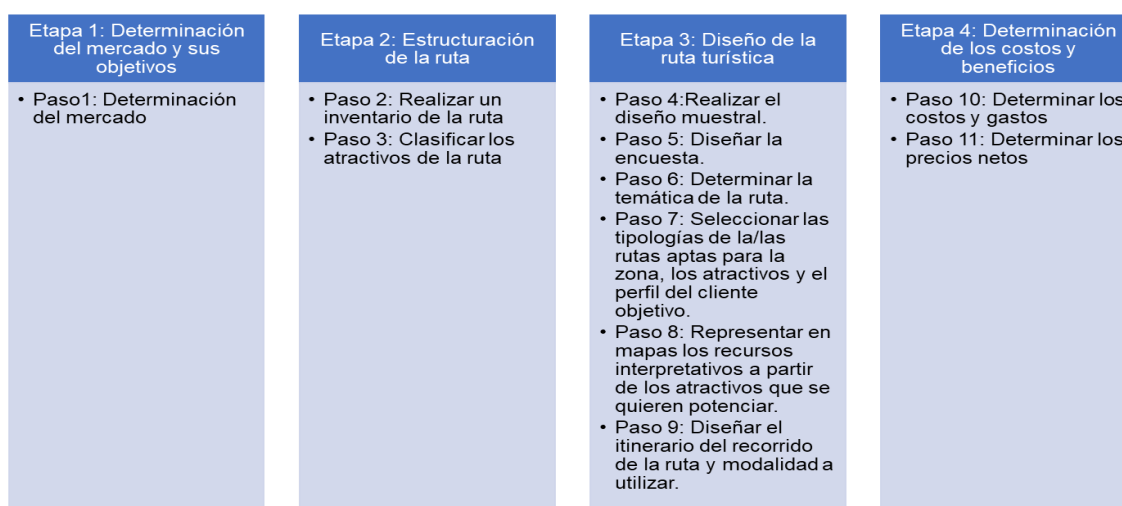 Etapa 1: Determinación
del mercado y sus
objetivos
• Paso1: Determinación
del mercado
Etapa 2: Estructuración
de la ruta
• Paso 2: Realizar un
inventario de la ruta
• Paso 3: Clasificar los
atractivos de la ruta
Etapa 3: Diseño de la
ruta turística
• Paso 4:Realizar el
diseño muestral.
• Paso 5: Diseñar la
encuesta.
• Paso 6: Determinar la
temática de la ruta.
• Paso 7: Seleccionar las
tipologías de la/las
rutas aptas para la
zona, los atractivos y el
perfil del cliente
objetivo.
• Paso 8: Representar en
mapas los recursos
interpretativos a partir
de los atractivos que se
quieren potenciar.
• Paso 9: Diseñar el
itinerario del recorrido
de la ruta y modalidad a
utilizar.
Etapa 4: Determinación
de los costos y
beneficios
• Paso 10: Determinar los
costos y gastos
• Paso 11: Determinar los
precios netos